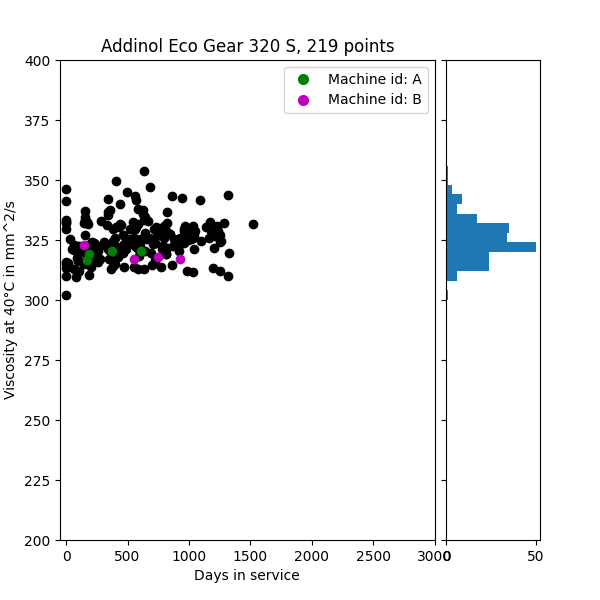 Addinol Eco Gear 320 S, 219 points
Machine id: A
Machine id: B
400
375
350
325
300
275
250
225
200
Viscosity at 40°C in mm^2/s
0 500 1000 1500 2000 2500 3000
0 50
Days in service